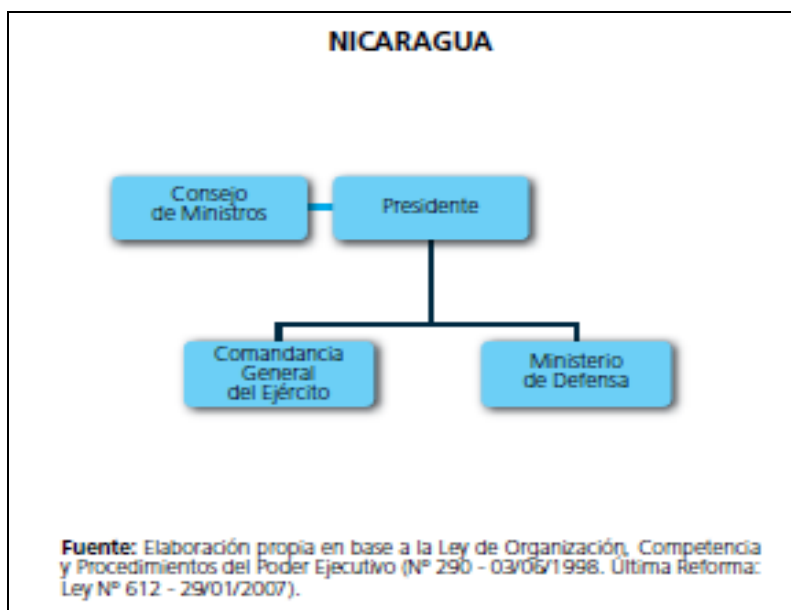 NICARAGUA
Consejo
de Ministros
Presidente
Comandancia
General
del Ejército
Ministerio
de Defensa
Fuente: Elaboración propia en base a la Ley de Organización, Competencia
y Procedimientos del Poder Ejecutivo (Nº 290 - 03/06/1998. Última Reforma:
Ley Nº 612 - 29/01/2007).